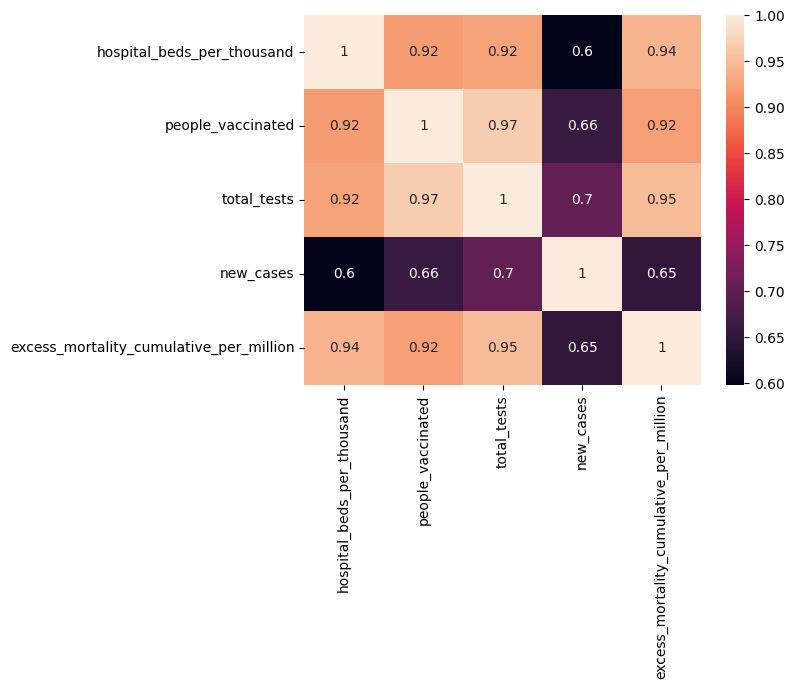 hospital_beds_per_thousand 1 0.92 0.92 0.6 0.94
people_vaccinated 0.92 1 0.97 0.66 0.92
total_tests 0.92 0.97 1 0.7 0.95
new_cases 0.6 0.66 0.7 1 0.65
excess_mortality_cumulative_per_million 0.94 0.92 0.95 0.65 1
hospital_beds_per_thousand
people_vaccinated
total_tests
new_cases
excess_mortality_cumulative_per_million
1.00
0.95
0.90
0.85
0.80
0.75
0.70
0.65
0.60